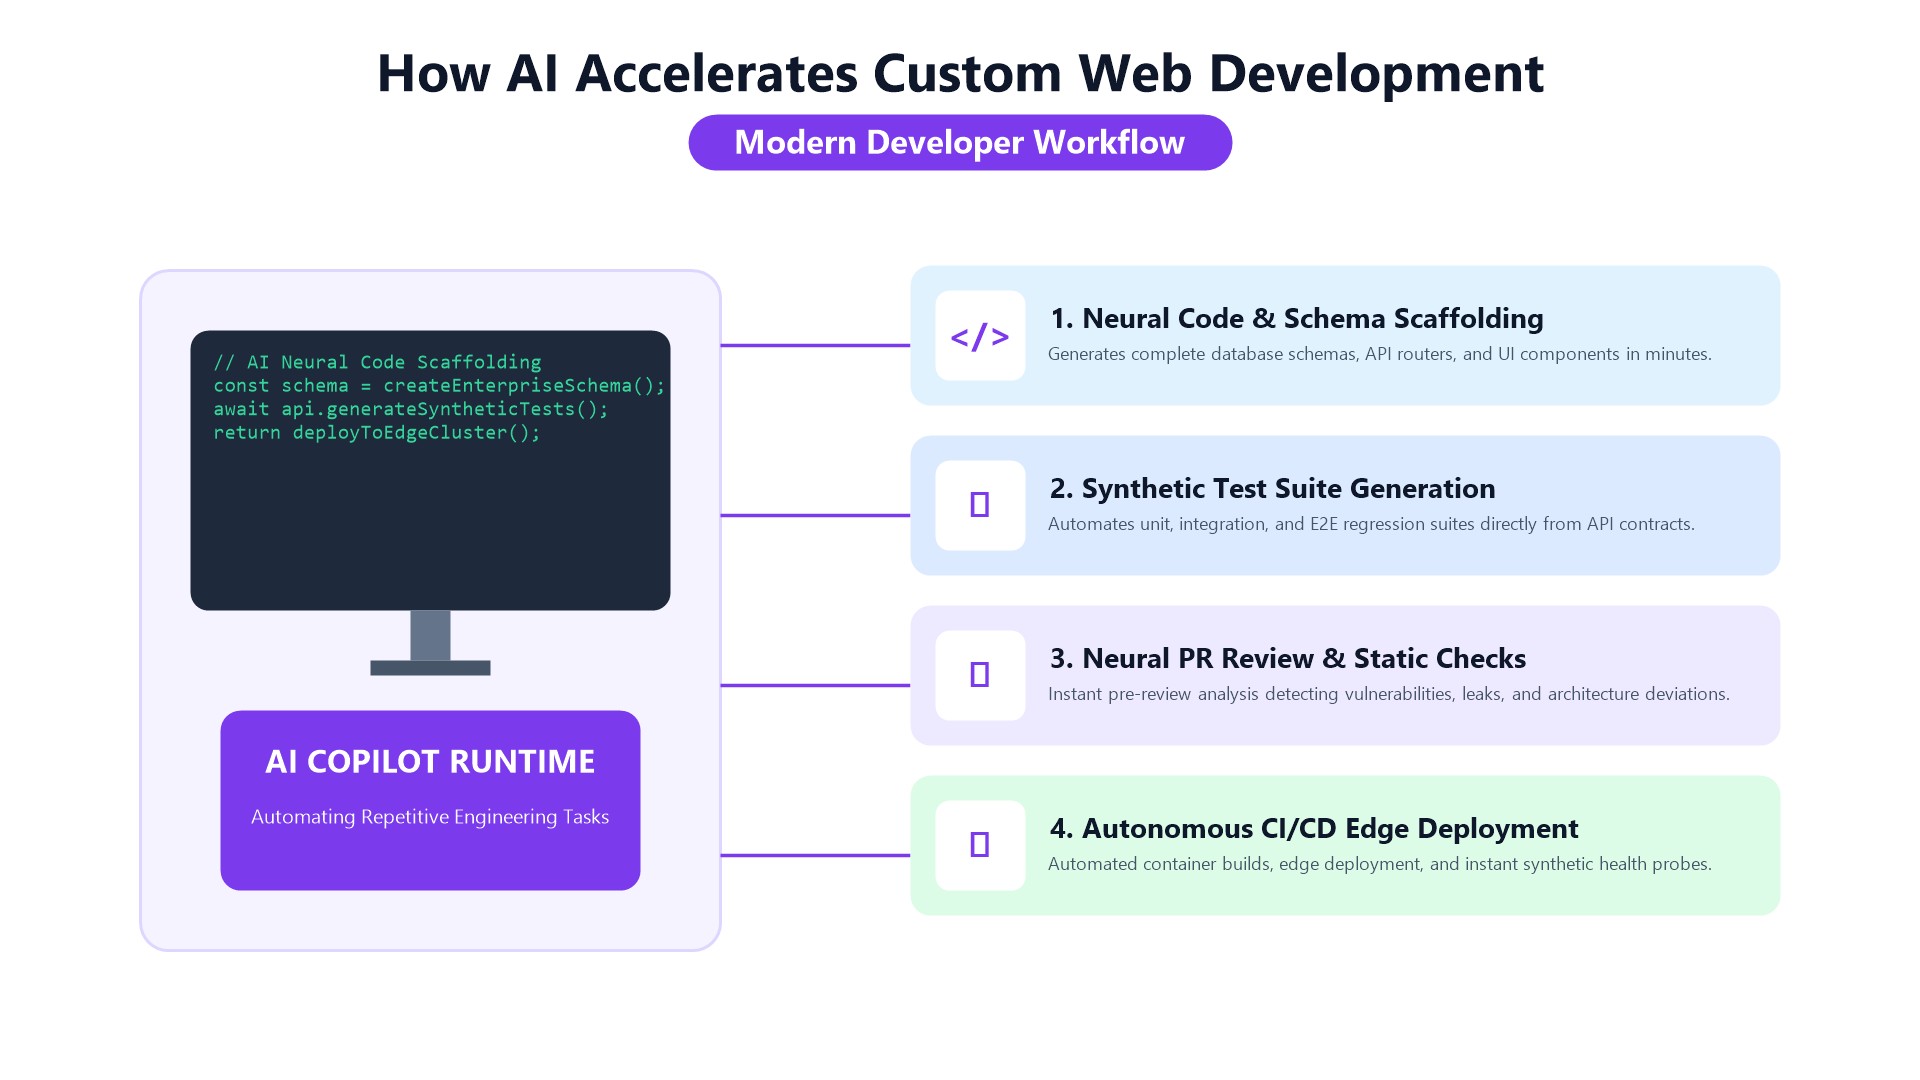 How AI Accelerates Custom Web Development
Modern Developer Workflow
// AI Neural Code Scaffolding
const schema = createEnterpriseSchema();
await api.generateSyntheticTests();
return deployToEdgeCluster();
AI COPILOT RUNTIME
Automating Repetitive Engineering Tasks
</>
1. Neural Code & Schema Scaffolding
Generates complete database schemas, API routers, and UI components in minutes.
2. Synthetic Test Suite Generation
Automates unit, integration, and E2E regression suites directly from API contracts.
3. Neural PR Review & Static Checks
Instant pre-review analysis detecting vulnerabilities, leaks, and architecture deviations.
4. Autonomous CI/CD Edge Deployment
Automated container builds, edge deployment, and instant synthetic health probes.